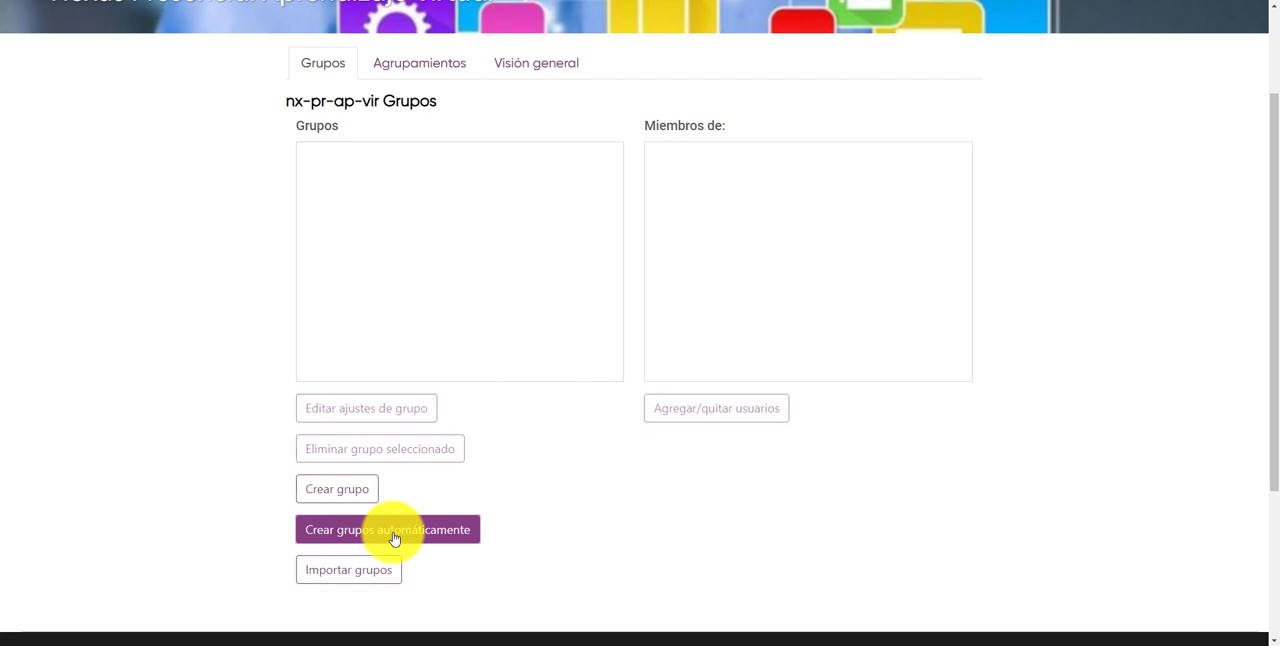 Grupos Agrupamientos Visión general
nx-pr-ap-vir Grupos
Grupos
Miembros de:
Editar ajustes de grupo
Agregar/quitar usuarios
Eliminar grupo seleccionado
Crear grupo
Crear grupos automáticamente
Importar grupos